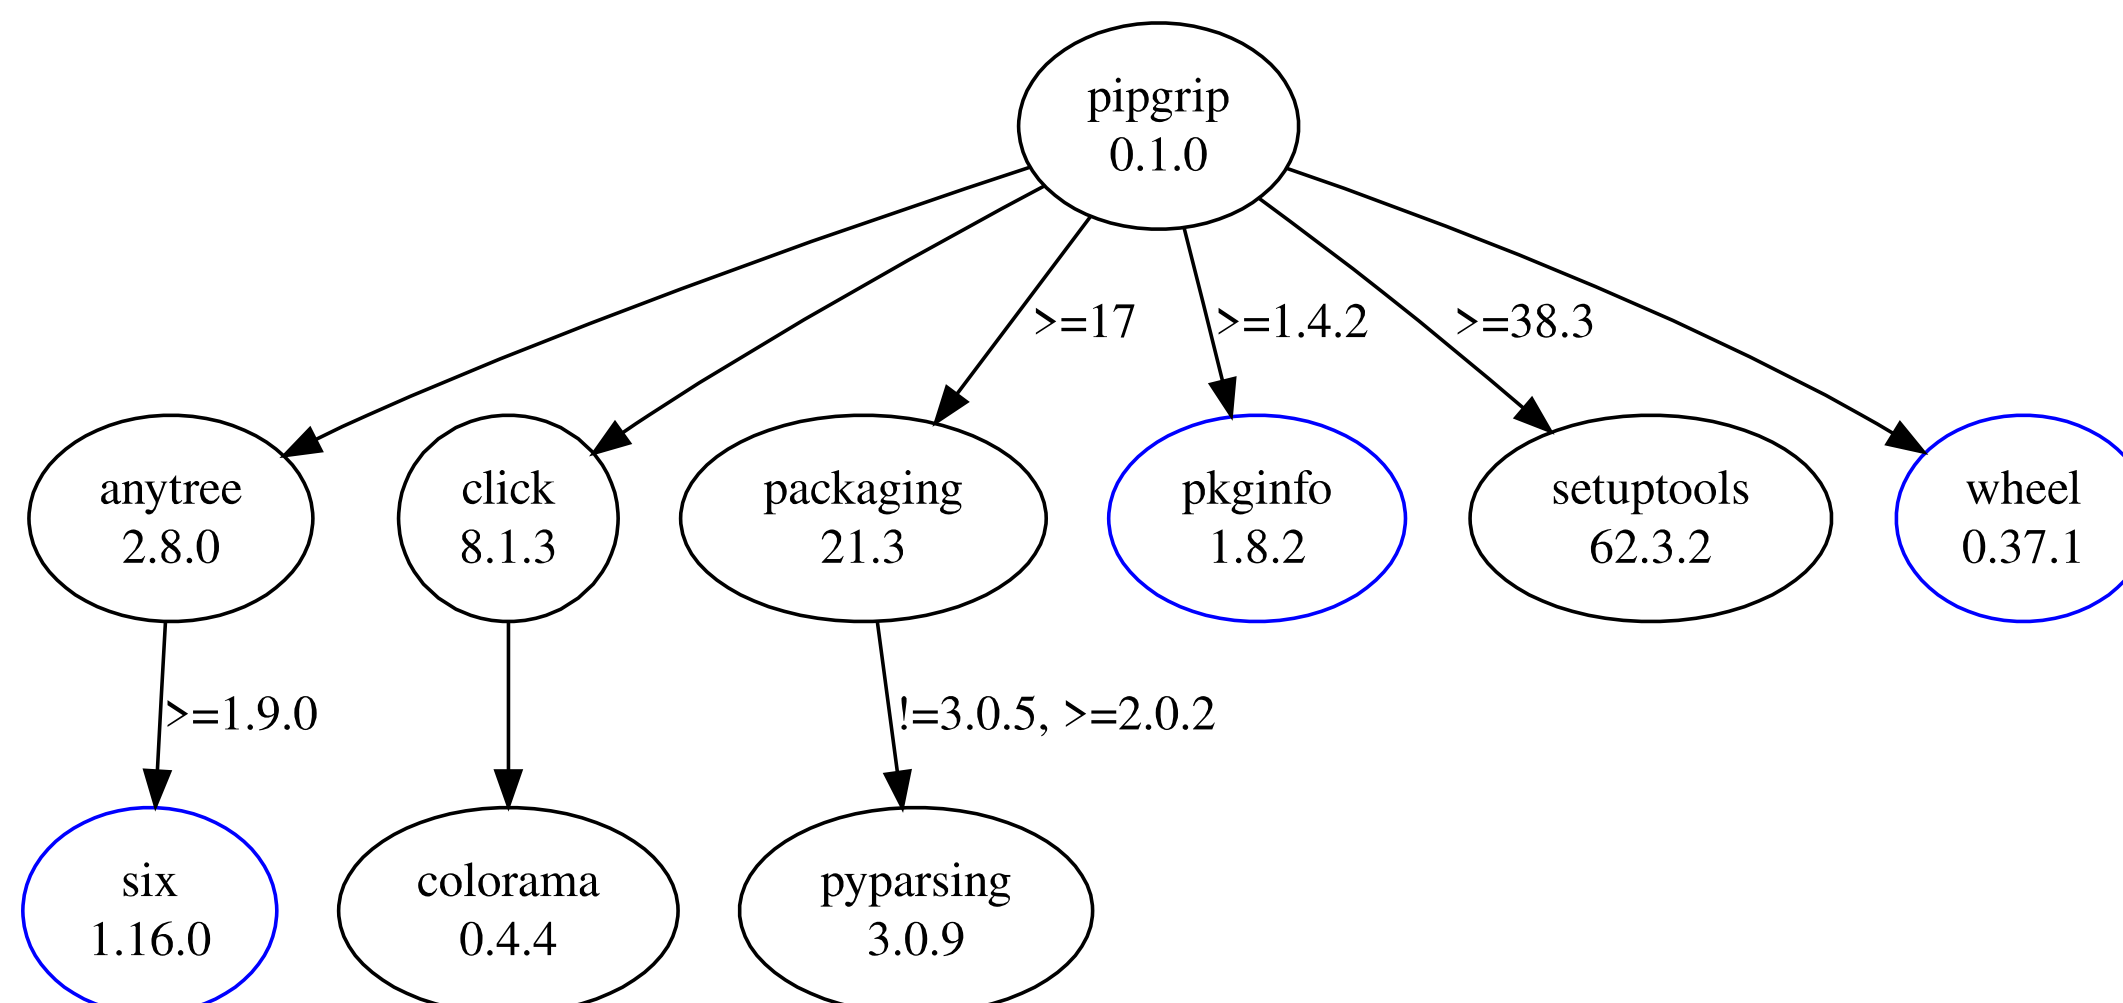 pipgrip
0.1.0
>=17
>=1.4.2
>=38.3
anytree
2.8.0
click
8.1.3
packaging
21.3
pkginfo
1.8.2
setuptools
62.3.2
wheel
0.37.1
>=1.9.0
!=3.0.5, >=2.0.2
six
1.16.0
colorama
0.4.4
pyparsing
3.0.9